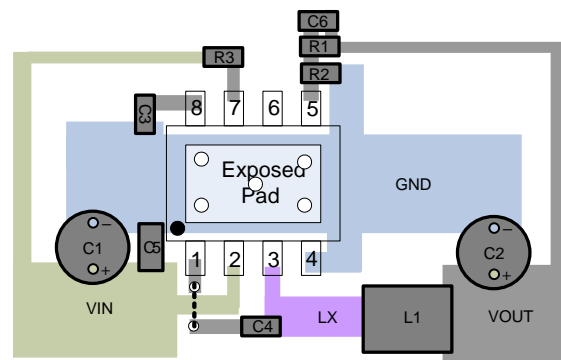 C6
R1
R3
R2
C3
8 7 6 5
Exposed
Pad
GND
C1 − +
C5
1 2 3 4
C2 − +
VIN
C4
LX
L1
VOUT